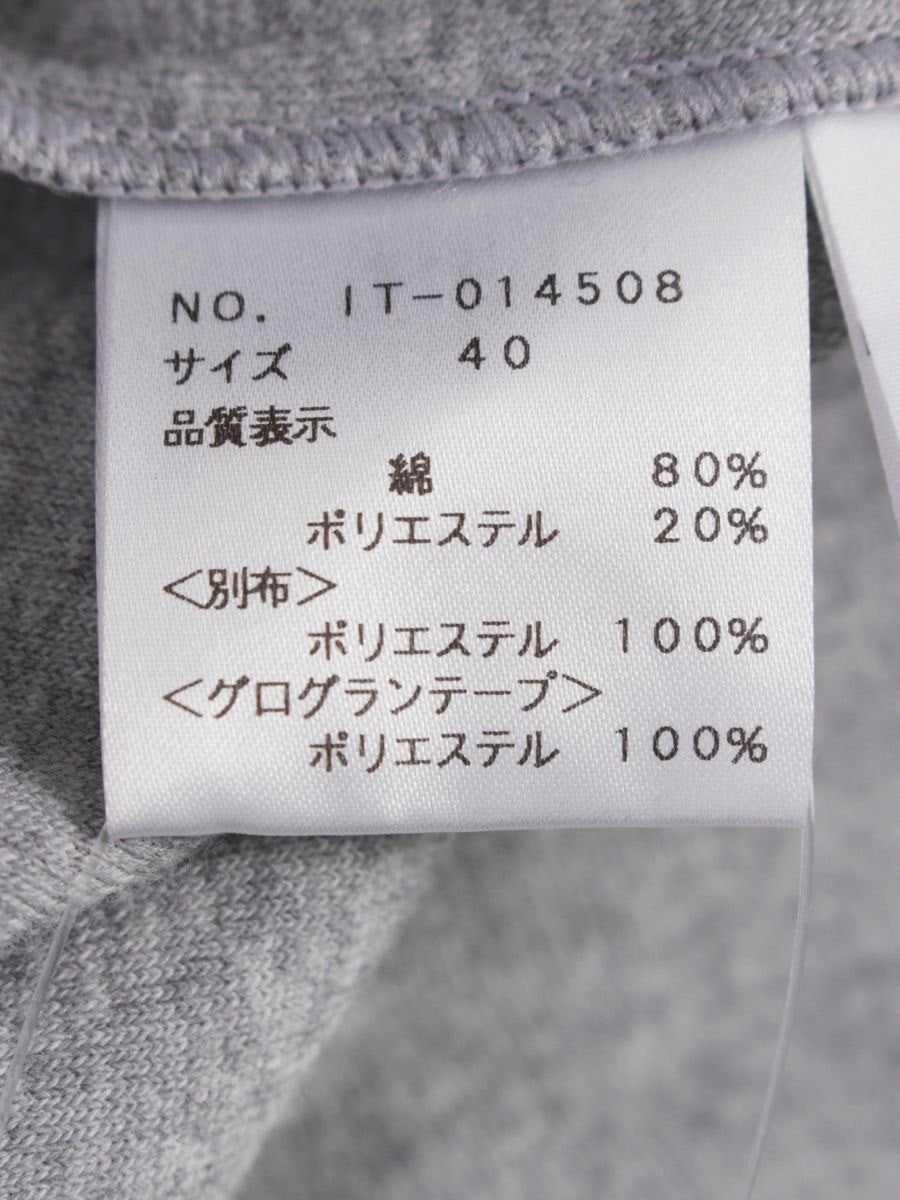 NO. IT-014508
サイズ 40
品質表示
綿 80%
ポリエステル 20%
<別布>
ポリエステル 100%
<グログランテープ>
ポリエステル 100%